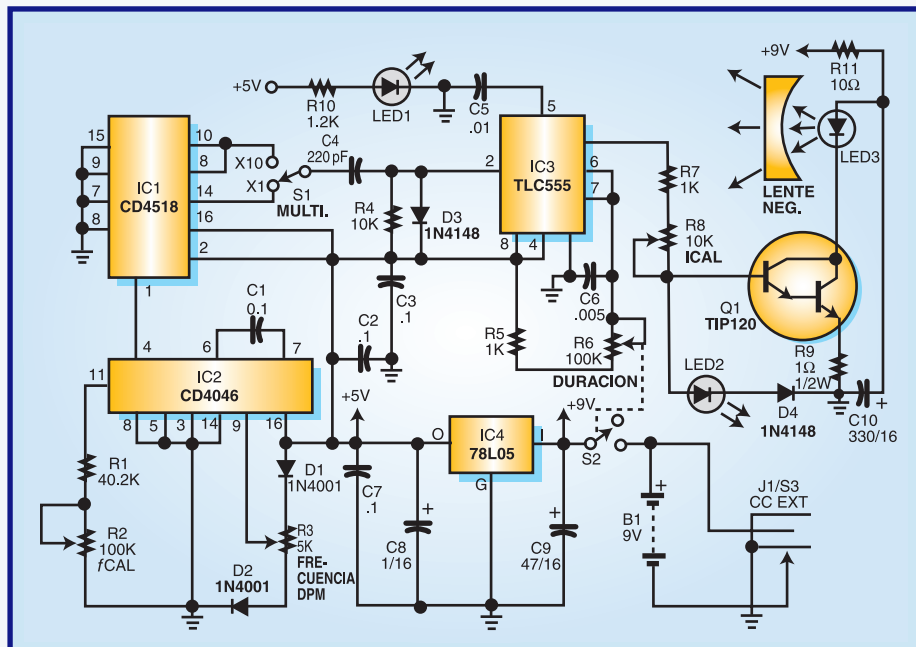 +5V
R10
1.2K
LED1
C5
.01
5
+9V
R11
10Ω
LED3
LENTE
NEG.
15
9
7
8
IC1
CD4518
10
8
14
16
2
1
X10
X1
S1
MULTI.
C4
220 pF
R4
10K
D3
1N4148
2
IC3
TLC555
6
7
8
4
R7
1K
R8
10K
ICAL
Q1
TIP120
R9
1Ω
1/2W
C10
330/16
+
LED2
D4
1N4148
C1
0.1
C2
.1
C3
.1
R5
1K
C6
.005
R6
100K
DURACION
4
6
7
11
IC2
CD4046
8
5
3
14
9
16
R1
40.2K
R2
100K
fCAL
D1
1N4001
D2
1N4001
R3
5K
FRE-
CUENCIA
DPM
+5V
C7
.1
C8
1/16
+
O
IC4
78L05
I
G
+9V
C9
47/16
+
S2
B1
9V
+
J1/S3
CC EXT